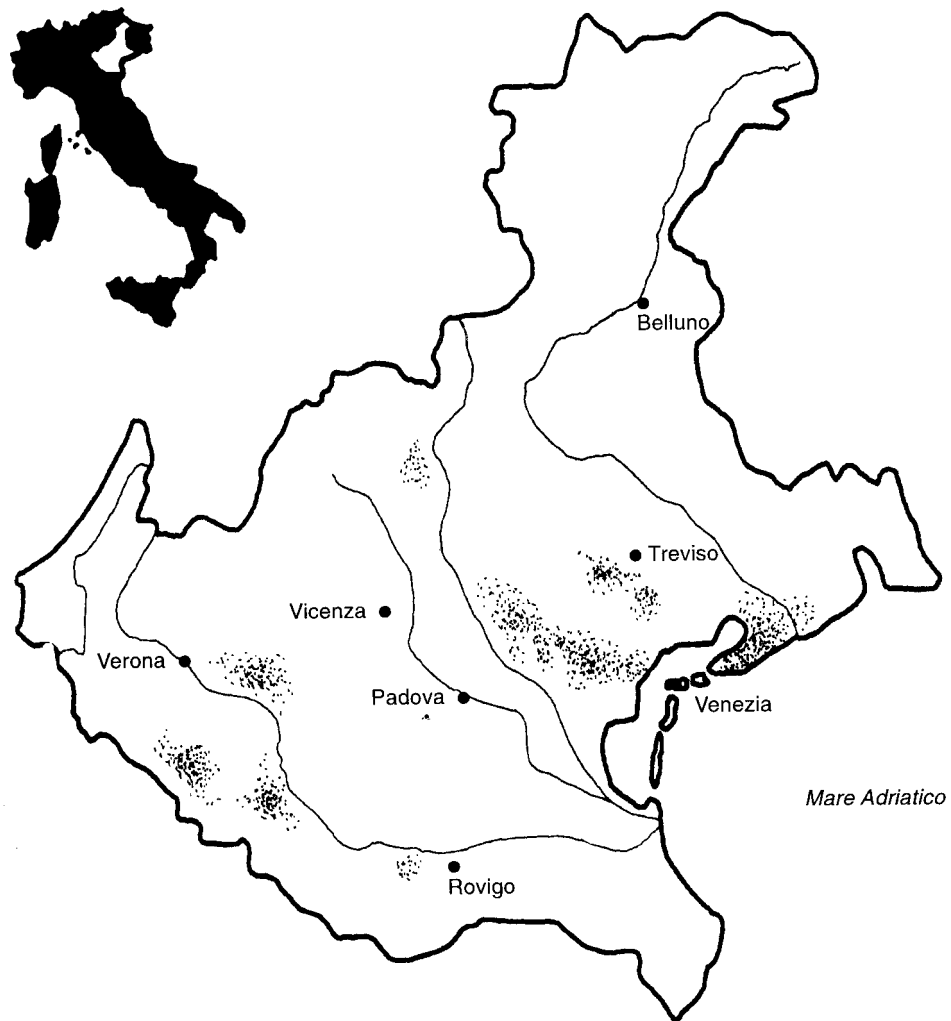 Belluno
Treviso
Vicenza
Verona
Padova
Venezia
Mare Adriatico
Rovigo